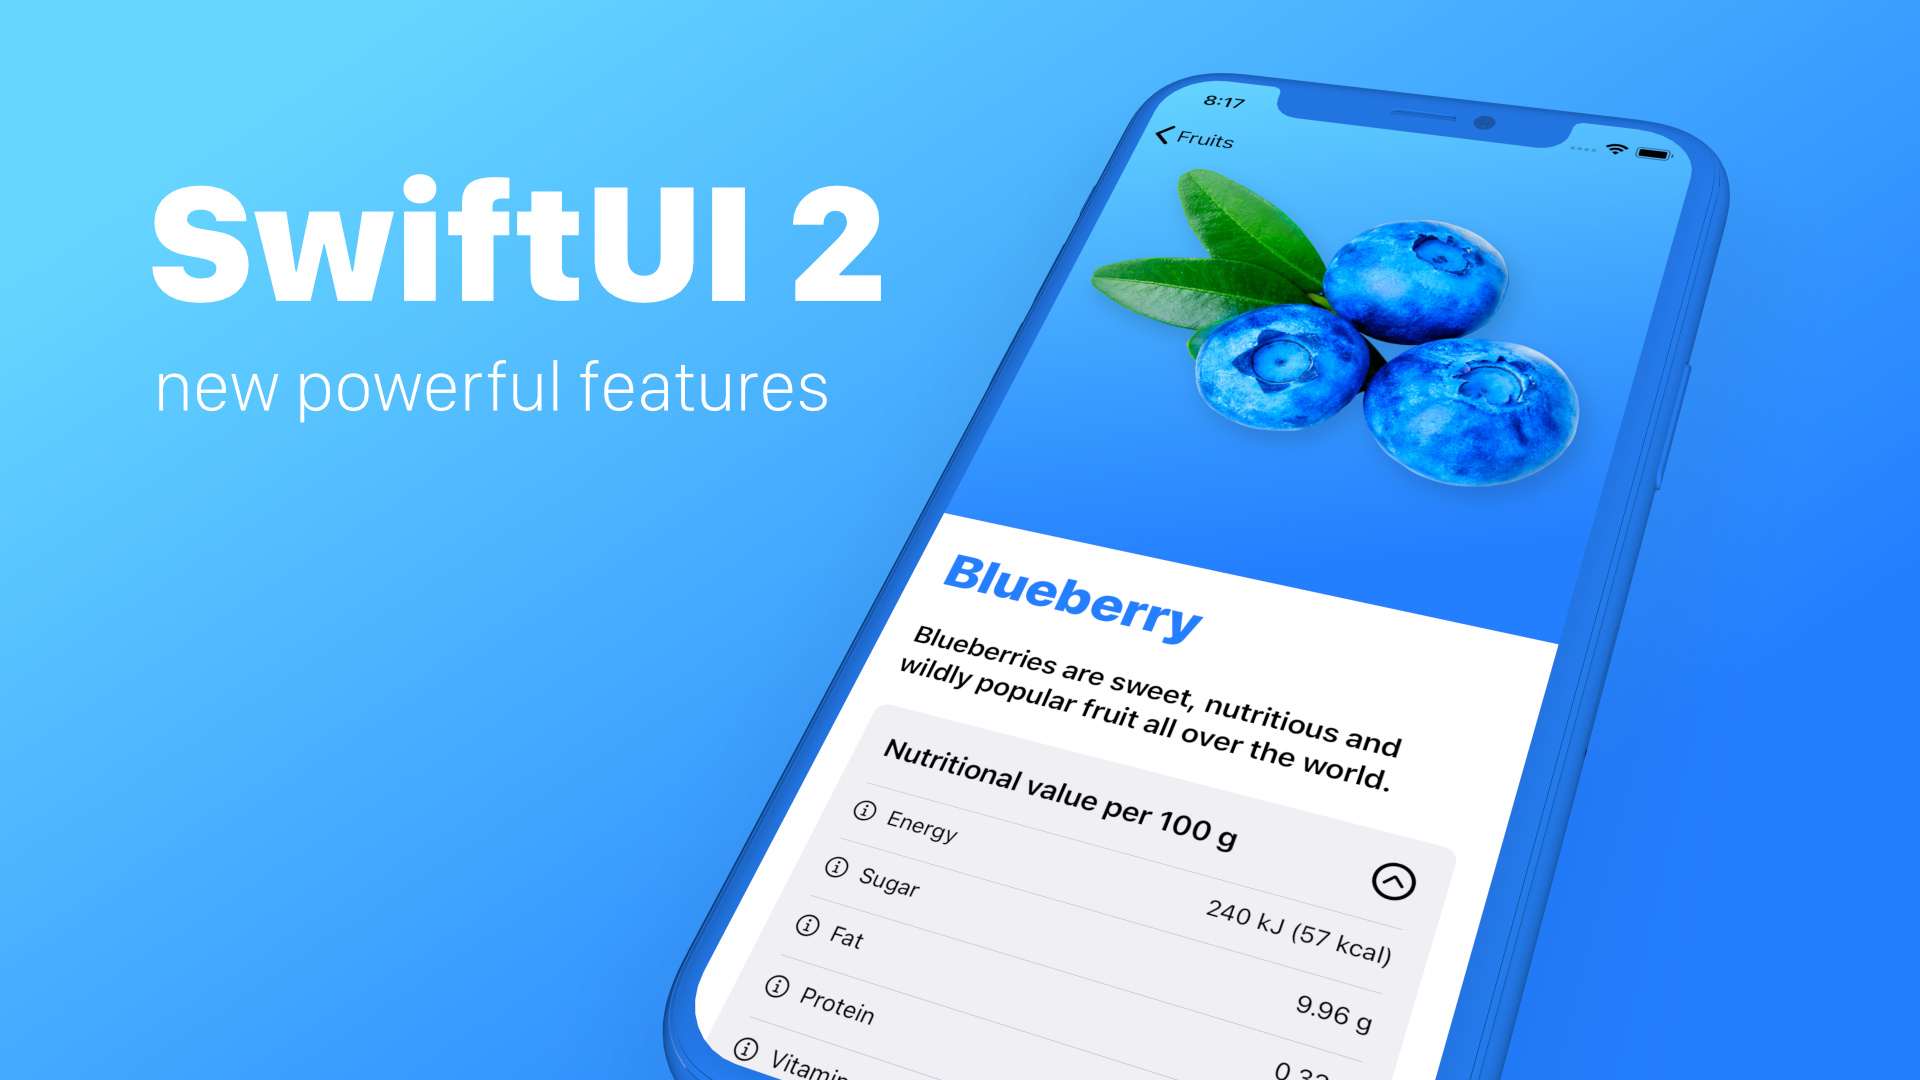 SwiftUI 2
new powerful features
8:17
Fruits
Blueberry
Blueberries are sweet, nutritious and
wildly popular fruit all over the world.
Nutritional value per 100 g
Energy 240 kJ (57 kcal)
Sugar 9.96 g
Fat
Protein